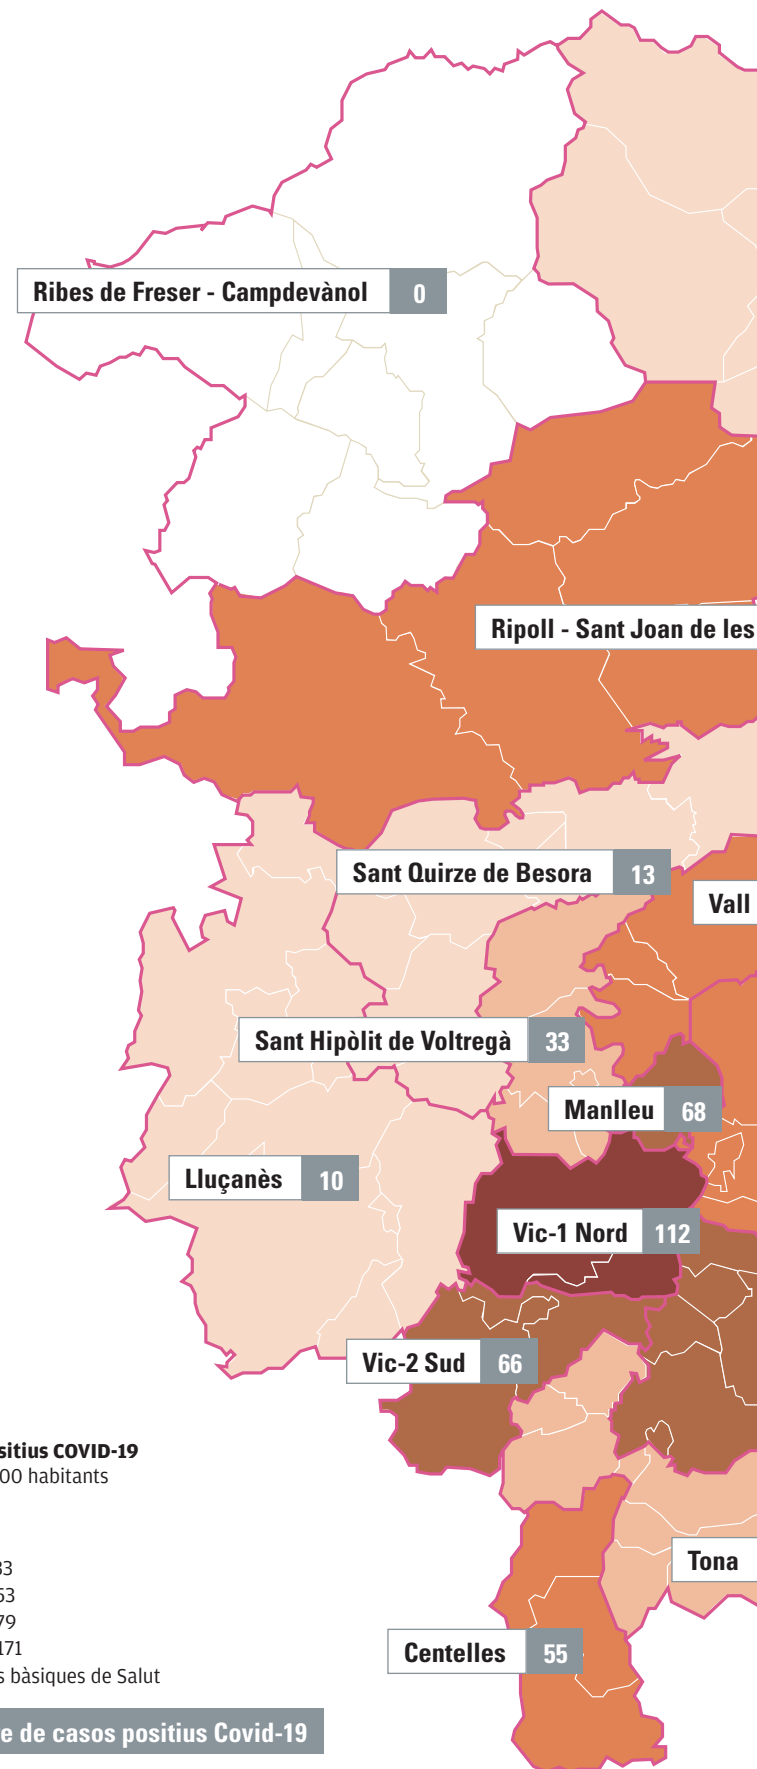 Ribes de Freser - Campdevànol 0
Ripoll - Sant Joan de les
Sant Quirze de Besora 13
Vall
Sant Hipòlit de Voltregà 33
Manlleu 68
Lluçanès 10
Vic-1 Nord 112
Vic-2 Sud 66
sitius COVID-19
00 habitants
Tona
33
53
79
171
Centelles 55
s bàsiques de Salut
e de casos positius Covid-19